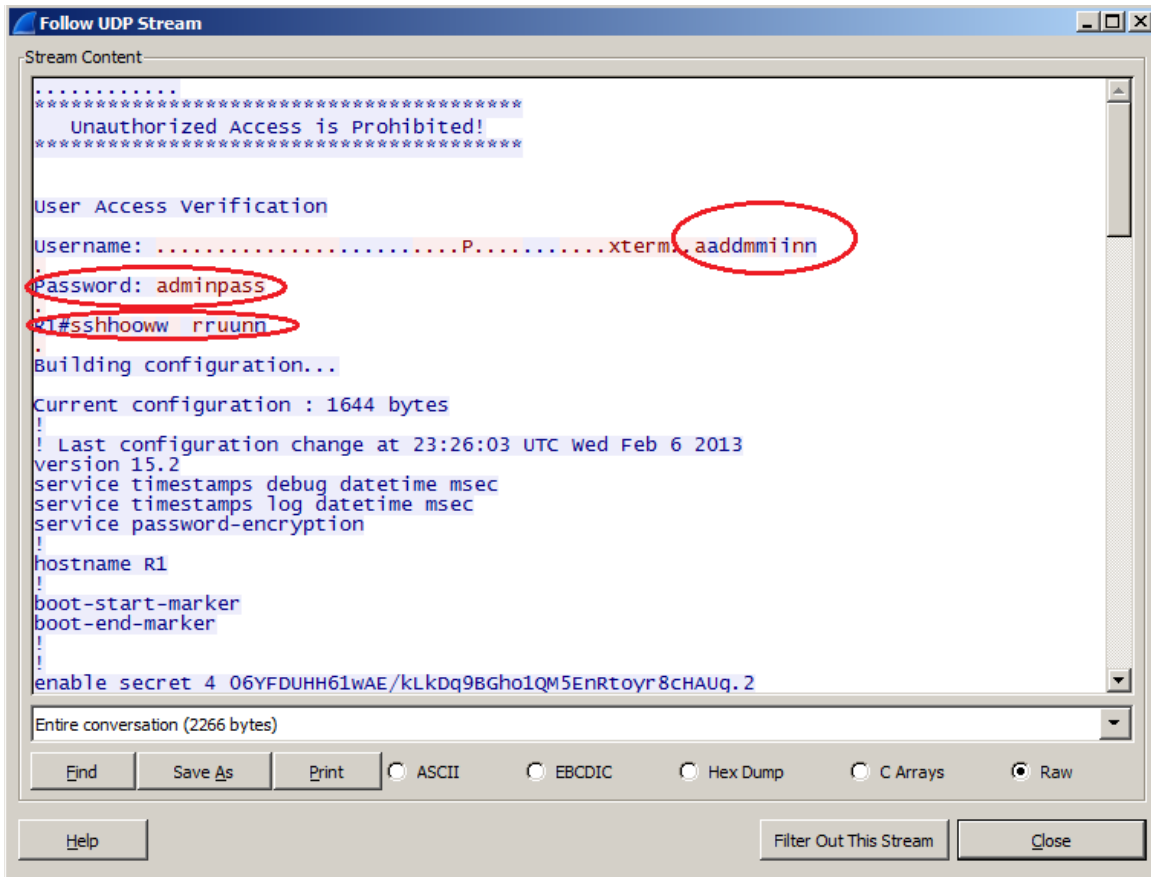 Follow UDP Stream
Stream Content
............
****************************************
Unauthorized Access is Prohibited!
****************************************
User Access Verification
Username: .........................P...........xterm..aaddmmiinn
.
Password: adminpass
.
R1#sshhooww  rruunn
.
Building configuration...
Current configuration : 1644 bytes
!
! Last configuration change at 23:26:03 UTC Wed Feb 6 2013
version 15.2
service timestamps debug datetime msec
service timestamps log datetime msec
service password-encryption
!
hostname R1
!
boot-start-marker
boot-end-marker
!
!
enable secret 4 06YFDUHH61wAE/kLkDq9BGho1QM5EnRtoyr8cHAUg.2
Entire conversation (2266 bytes)
Find Save As Print ASCII EBCDIC Hex Dump C Arrays Raw
Help Filter Out This Stream Close